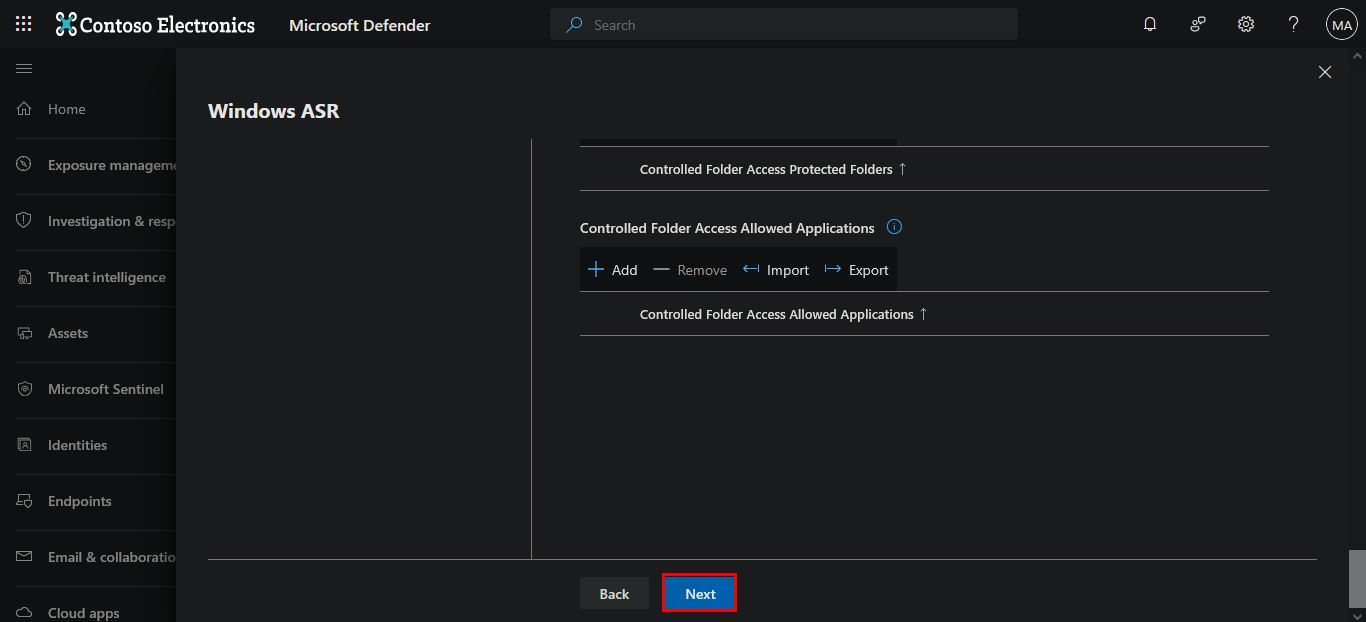 Contoso Electronics
Microsoft Defender
Search
?
MA
Home
Exposure manageme
Investigation & resp
Threat intelligence
Assets
Microsoft Sentinel
Identities
Endpoints
Email & collaboratio
Cloud apps
Windows ASR
Controlled Folder Access Protected Folders ↑
Controlled Folder Access Allowed Applications
Add Remove Import Export
Controlled Folder Access Allowed Applications ↑
Back Next